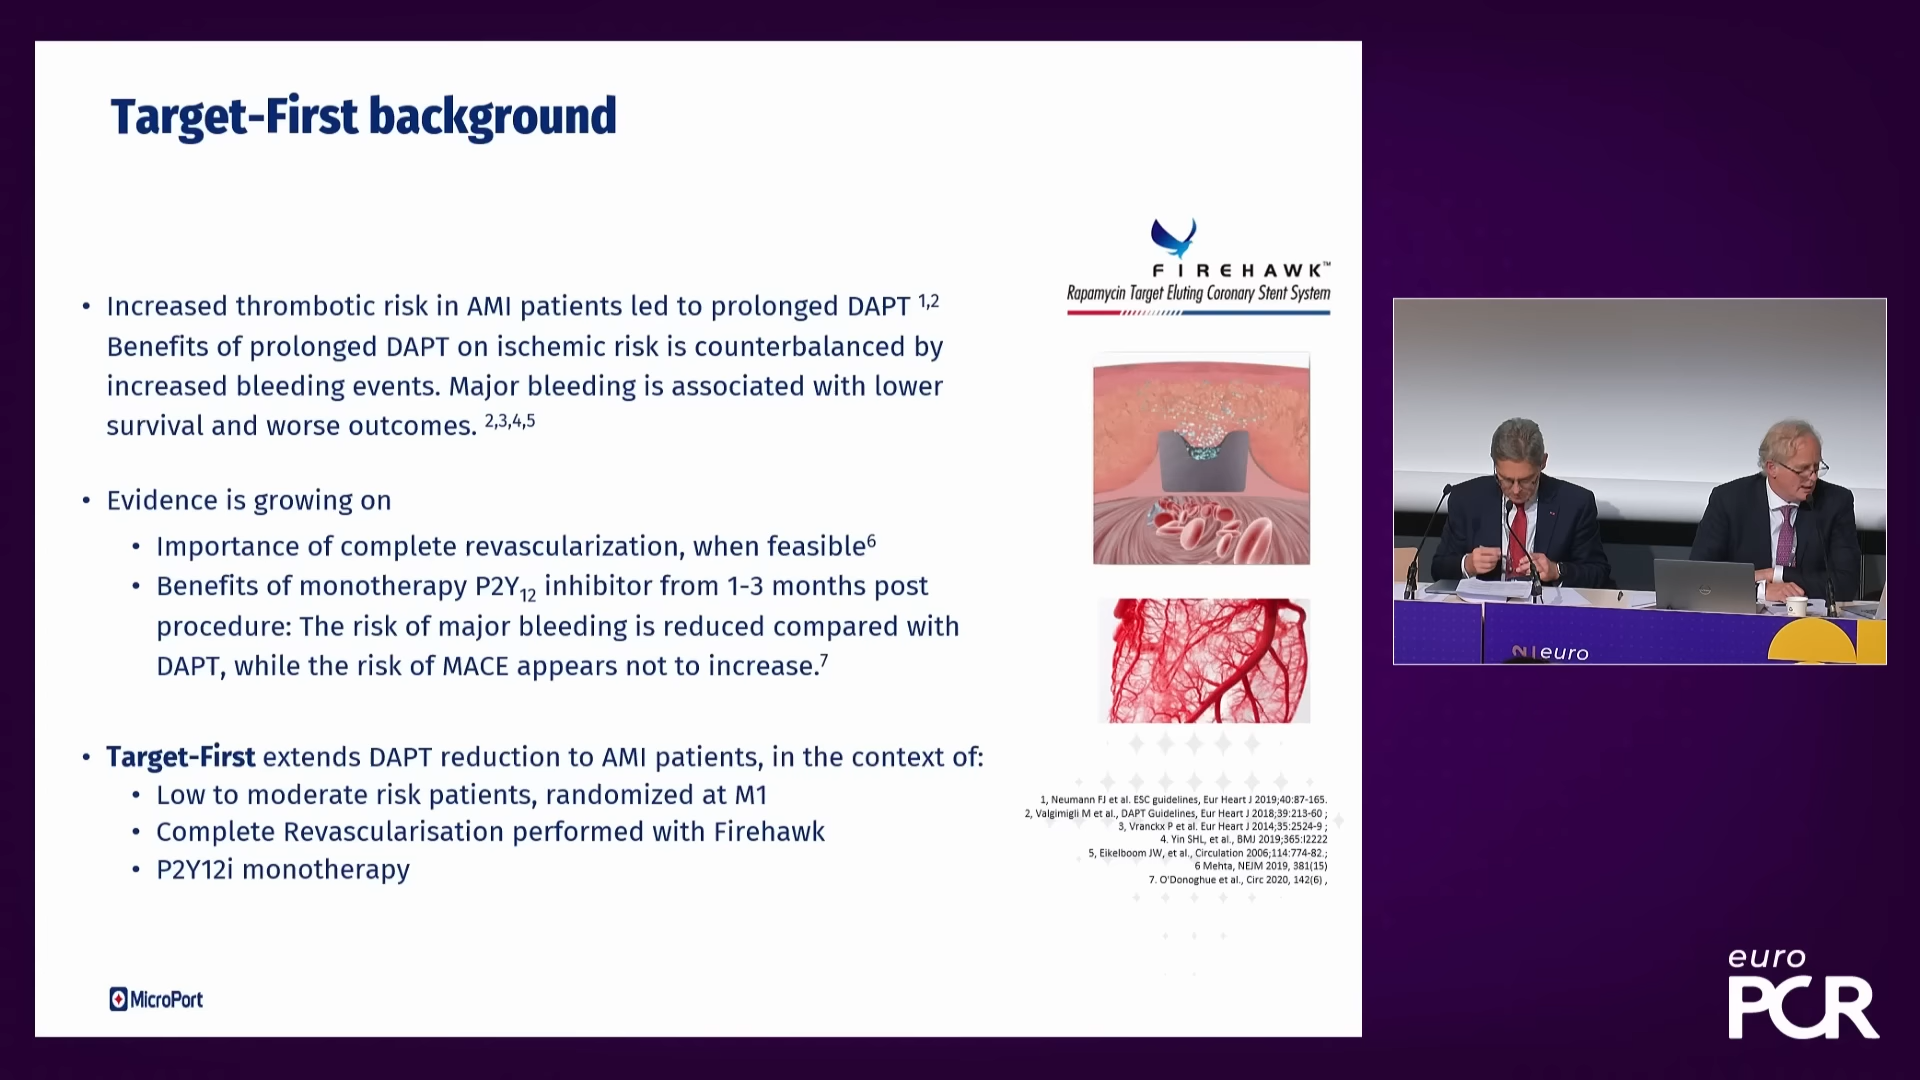 Target-First background
FIREHAWK™
Rapamycin Target Eluting Coronary Stent System
• Increased thrombotic risk in AMI patients led to prolonged DAPT 1,2
Benefits of prolonged DAPT on ischemic risk is counterbalanced by
increased bleeding events. Major bleeding is associated with lower
survival and worse outcomes. 2,3,4,5
• Evidence is growing on
• Importance of complete revascularization, when feasible6
• Benefits of monotherapy P2Y12 inhibitor from 1-3 months post
procedure: The risk of major bleeding is reduced compared with
DAPT, while the risk of MACE appears not to increase.7
• Target-First extends DAPT reduction to AMI patients, in the context of:
• Low to moderate risk patients, randomized at M1
• Complete Revascularisation performed with Firehawk
• P2Y12i monotherapy
1, Neumann FJ et al. ESC guidelines, Eur Heart J 2019;40:87-165.
2, Valgimigli M et al., DAPT Guidelines, Eur Heart J 2018;39:213-60 ;
3, Vranckx P et al. Eur Heart J 2014;35:2524-9 ;
4. Yin SHL, et al., BMJ 2019;365:l2222
5, Eikelboom JW, et al., Circulation 2006;114:774-82.;
6 Mehta, NEJM 2019, 381(15)
7. O'Donoghue et al., Circ 2020, 142(6) ,
MicroPort
euro
euro
PCR